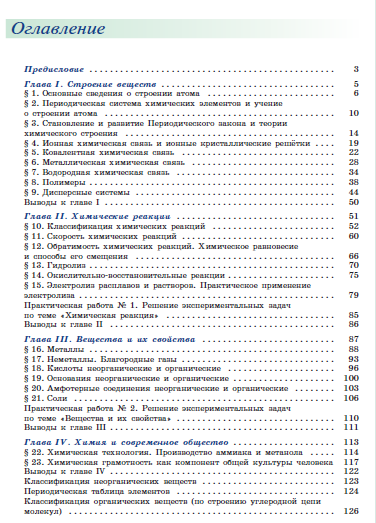 Оглавление
Предисловие ........ 3
Глава I. Строение веществ ........ 5
§ 1. Основные сведения о строении атома ........ 6
§ 2. Периодическая система химических элементов и учение
о строении атома ........ 10
§ 3. Становление и развитие Периодического закона и теории
химического строения ........ 14
§ 4. Ионная химическая связь и ионные кристаллические решётки .... 19
§ 5. Ковалентная химическая связь ........ 22
§ 6. Металлическая химическая связь ........ 28
§ 7. Водородная химическая связь ........ 34
§ 8. Полимеры ........ 38
§ 9. Дисперсные системы ........ 44
Выводы к главе I ........ 50
Глава II. Химические реакции ........ 51
§ 10. Классификация химических реакций ........ 52
§ 11. Скорость химических реакций ........ 60
§ 12. Обратимость химических реакций. Химическое равновесие
и способы его смещения ........ 66
§ 13. Гидролиз ........ 70
§ 14. Окислительно-восстановительные реакции ........ 75
§ 15. Электролиз расплавов и растворов. Практическое применение
электролиза ........ 79
Практическая работа № 1. Решение экспериментальных задач
по теме «Химическая реакция» ........ 85
Выводы к главе II ........ 86
Глава III. Вещества и их свойства ........ 87
§ 16. Металлы ........ 88
§ 17. Неметаллы. Благородные газы ........ 93
§ 18. Кислоты неорганические и органические ........ 96
§ 19. Основания неорганические и органические ........ 100
§ 20. Амфотерные соединения неорганические и органические ........ 103
§ 21. Соли ........ 106
Практическая работа № 2. Решение экспериментальных задач
по теме «Вещества и их свойства» ........ 110
Выводы к главе III ........ 111
Глава IV. Химия и современное общество ........ 113
§ 22. Химическая технология. Производство аммиака и метанола .... 114
§ 23. Химическая грамотность как компонент общей культуры человека 117
Выводы к главе IV ........ 122
Классификация неорганических веществ ........ 123
Периодическая таблица элементов ........ 124
Классификация органических веществ (по строению углеродной цепи
молекул) ........ 126